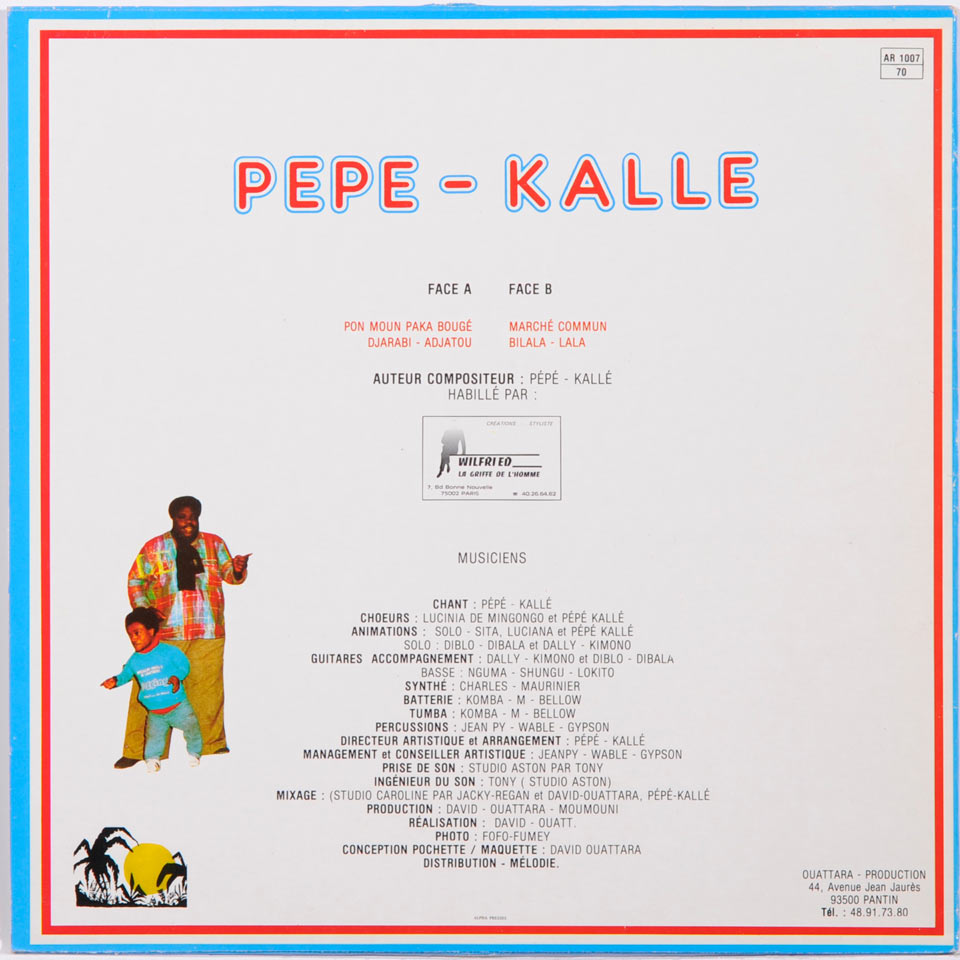 AR 1007
70
PEPE - KALLE
FACE A
PON MOUN PAKA BOUGÉ
DJARABI - ADJATOU
FACE B
MARCHÉ COMMUN
BILALA - LALA
AUTEUR COMPOSITEUR : PÉPÉ - KALLÉ
HABILLÉ PAR :
CREATIONS STYLISTE
WILFRIED
LA GRIFFE DE L'HOMME
7, Bd Bonne Nouvelle
75002 PARIS
40.26.64.62
MUSICIENS
CHANT : PÉPÉ - KALLÉ
CHOEURS : LUCINIA DE MINGONGO et PÉPÉ KALLÉ
ANIMATIONS : SOLO - SITA, LUCIANA et PÉPÉ KALLÉ
SOLO : DIBLO - DIBALA et DALLY - KIMONO
GUITARES ACCOMPAGNEMENT : DALLY - KIMONO et DIBLO - DIBALA
BASSE : NGUMA - SHUNGU - LOKITO
SYNTHÉ : CHARLES - MAURINIER
BATTERIE : KOMBA - M - BELLOW
TUMBA : KOMBA - M - BELLOW
PERCUSSIONS : JEAN PY - WABLE - GYPSON
DIRECTEUR ARTISTIQUE et ARRANGEMENT : PÉPÉ - KALLÉ
MANAGEMENT et CONSEILLER ARTISTIQUE : JEANPY - WABLE - GYPSON
PRISE DE SON : STUDIO ASTON PAR TONY
INGÉNIEUR DU SON : TONY ( STUDIO ASTON)
MIXAGE : (STUDIO CAROLINE PAR JACKY-REGAN et DAVID-OUATTARA, PÉPÉ-KALLÉ
PRODUCTION : DAVID - OUATTARA - MOUMOUNI
RÉALISATION : DAVID - OUATT.
PHOTO : FOFO-FUMEY
CONCEPTION POCHETTE / MAQUETTE : DAVID OUATTARA
DISTRIBUTION - MÉLODIE.
OUATTARA - PRODUCTION
44, Avenue Jean Jaurès
93500 PANTIN
Tél. : 48.91.73.80